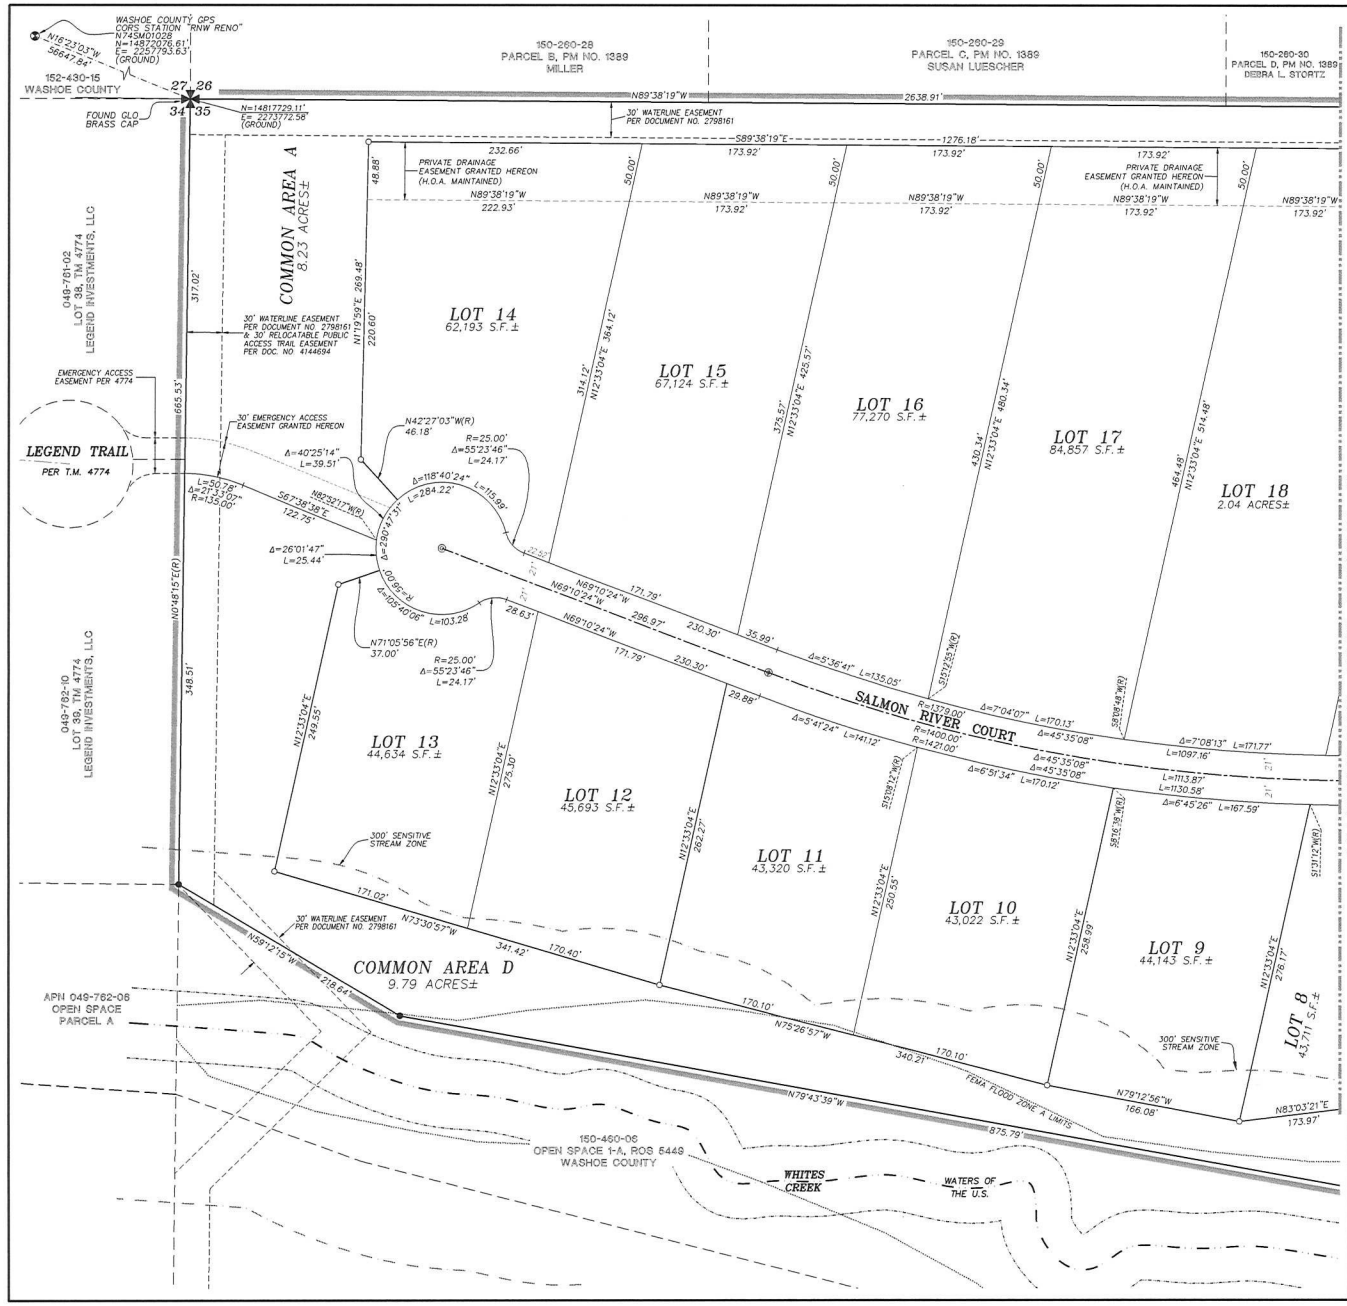 WASHOE COUNTY GPS
CORS STATION "RNW RENO"
N74SM01028
N=14872076.61'
E= 2257793.63'
(GROUND)
N16°23'03"W
56647.84'
152-430-15
WASHOE COUNTY
27 26
34 35
FOUND GLO
BRASS CAP
N=14817729.11'
E= 2273772.58'
(GROUND)
150-260-28
PARCEL B, PM NO. 1389
MILLER
150-260-29
PARCEL C, PM NO. 1389
SUSAN LUESCHER
150-260-30
PARCEL D, PM NO. 1389
DEBRA L. STORTZ
N89°38'19"W
2638.91'
30' WATERLINE EASEMENT
PER DOCUMENT NO. 2798161
S89°38'19"E
1276.18'
232.66'
173.92'
173.92'
173.92'
48.88'
PRIVATE DRAINAGE
EASEMENT GRANTED HEREON
(H.O.A. MAINTAINED)
50.00'
50.00'
50.00'
50.00'
PRIVATE DRAINAGE
EASEMENT GRANTED HEREON
(H.O.A. MAINTAINED)
N89°38'19"W
222.93'
N89°38'19"W
173.92'
N89°38'19"W
173.92'
N89°38'19"W
173.92'
N89°38'19"W
173.92'
COMMON AREA A
8.23 ACRES±
049-761-02
LOT 38, TM 4774
LEGEND INVESTMENTS, LLC
317.02'
N1°19'59"E 269.48'
220.60'
30' WATERLINE EASEMENT
PER DOCUMENT NO. 2798161
& 30' RELOCATABLE PUBLIC
ACCESS TRAIL EASEMENT
PER DOC. NO 4144694
LOT 14
62,193 S.F.±
314.12'
N12°33'04"E 364.12'
LOT 15
67,124 S.F.±
375.57'
N12°33'04"E 425.57'
LOT 16
77,270 S.F.±
430.34'
N12°33'04"E 480.34'
LOT 17
84,857 S.F.±
464.48'
N12°33'04"E 514.48'
LOT 18
2.04 ACRES±
EMERGENCY ACCESS
EASEMENT PER 4774
665.53'
30' EMERGENCY ACCESS
EASEMENT GRANTED HEREON
LEGEND TRAIL
PER T.M. 4774
L=50.78'
Δ=21°33'07"
R=135.00'
S67°38'38"E
122.75'
N82°52'17"W(R)
Δ=40°25'14"
L=39.51'
N42°27'03"W(R)
46.18'
R=25.00'
Δ=55°23'46"
L=24.17'
Δ=118°40'24" L=115.99'
L=284.22'
Δ=290°47'31"
R=56.00'
Δ=105°40'06" L=103.28'
Δ=26°01'47"
L=25.44'
N71°05'56"E(R)
37.00'
R=25.00'
Δ=55°23'46"
L=24.17'
22.52'
21'
21'
28.63'
N69°10'24"W
171.79'
N69°10'24"W
296.97'
230.30'
35.99'
N69°10'24"W
171.79'
230.30'
29.88'
N0°48'15"E(R)
049-762-10
LOT 39, TM 4774
LEGEND INVESTMENTS, LLC
348.51'
Δ=5°36'41" L=135.05'
S15°12'55"W(R)
SALMON RIVER COURT
R=1379.00'
R=1400.00'
R=1421.00'
Δ=7°04'07" L=170.13'
Δ=45°35'08"
Δ=45°35'08"
Δ=45°35'08"
S8°08'48"W(R)
Δ=7°08'13" L=171.77'
L=1097.16'
L=1113.87'
L=1130.58'
21'
21'
Δ=5°41'24" L=141.12'
S15°08'12"W(R)
Δ=6°51'34" L=170.12'
S8°16'38"W(R)
Δ=6°45'26" L=167.59'
S1°31'12"W(R)
N12°33'04"E
249.55'
LOT 13
44,634 S.F.±
N12°33'04"E
275.30'
LOT 12
45,693 S.F.±
N12°33'04"E
262.27'
LOT 11
43,320 S.F.±
N12°33'04"E
250.55'
LOT 10
43,022 S.F.±
N12°33'04"E
258.99'
LOT 9
44,143 S.F.±
N12°33'04"E
276.17'
LOT 8
43,711 S.F.±
300' SENSITIVE
STREAM ZONE
171.02'
N73°30'57"W
341.42'
170.40'
30' WATERLINE EASEMENT
PER DOCUMENT NO. 2798161
N59°12'15"W
218.64'
COMMON AREA D
9.79 ACRES±
170.10'
N75°26'57"W
340.21'
170.10'
300' SENSITIVE
STREAM ZONE
N79°12'56"W
166.08'
N83°03'21"E
173.97'
APN 049-762-06
OPEN SPACE
PARCEL A
FEMA FLOOD ZONE A LIMITS
N79°43'39"W
875.79'
150-460-06
OPEN SPACE 1-A, ROS 5449
WASHOE COUNTY
WHITES
CREEK
WATERS OF
THE U.S.